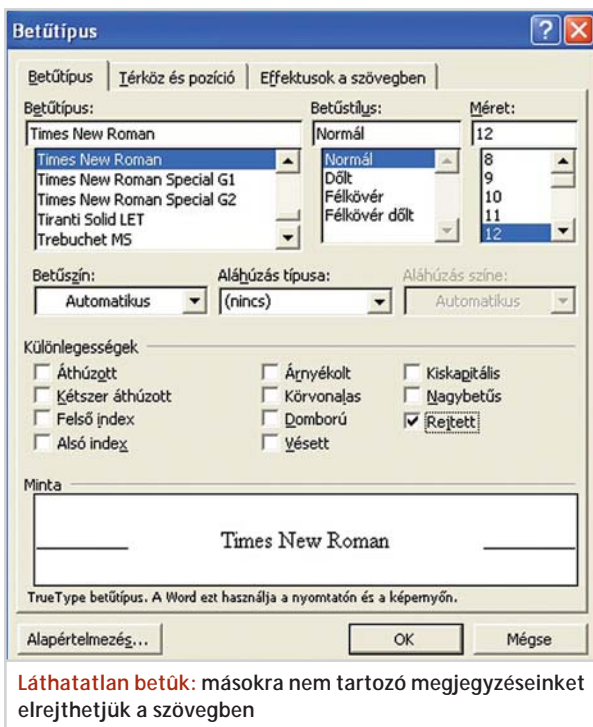 Betűtípus
Betűtípus Térköz és pozíció Effektusok a szövegben
Betűtípus: Betűstílus: Méret:
Times New Roman Normál 12
Times New Roman Normál 8
Times New Roman Special G1 Dőlt 9
Times New Roman Special G2 Félkövér 10
Tiranti Solid LET Félkövér dőlt 11
Trebuchet MS 12
Betűszín: Aláhúzás típusa: Aláhúzás színe:
Automatikus (nincs) Automatikus
Különlegességek
Áthúzott Árnyékolt Kiskapitális
Kétszer áthúzott Körvonalas Nagybetűs
Felső index Domború Rejtett
Alsó index Vésett
Minta
Times New Roman
TrueType betűtípus. A Word ezt használja a nyomtatón és a képernyőn.
Alapértelmezés... OK Mégse
Láthatatlan betûk: másokra nem tartozó megjegyzéseinket
elrejthetjük a szövegben